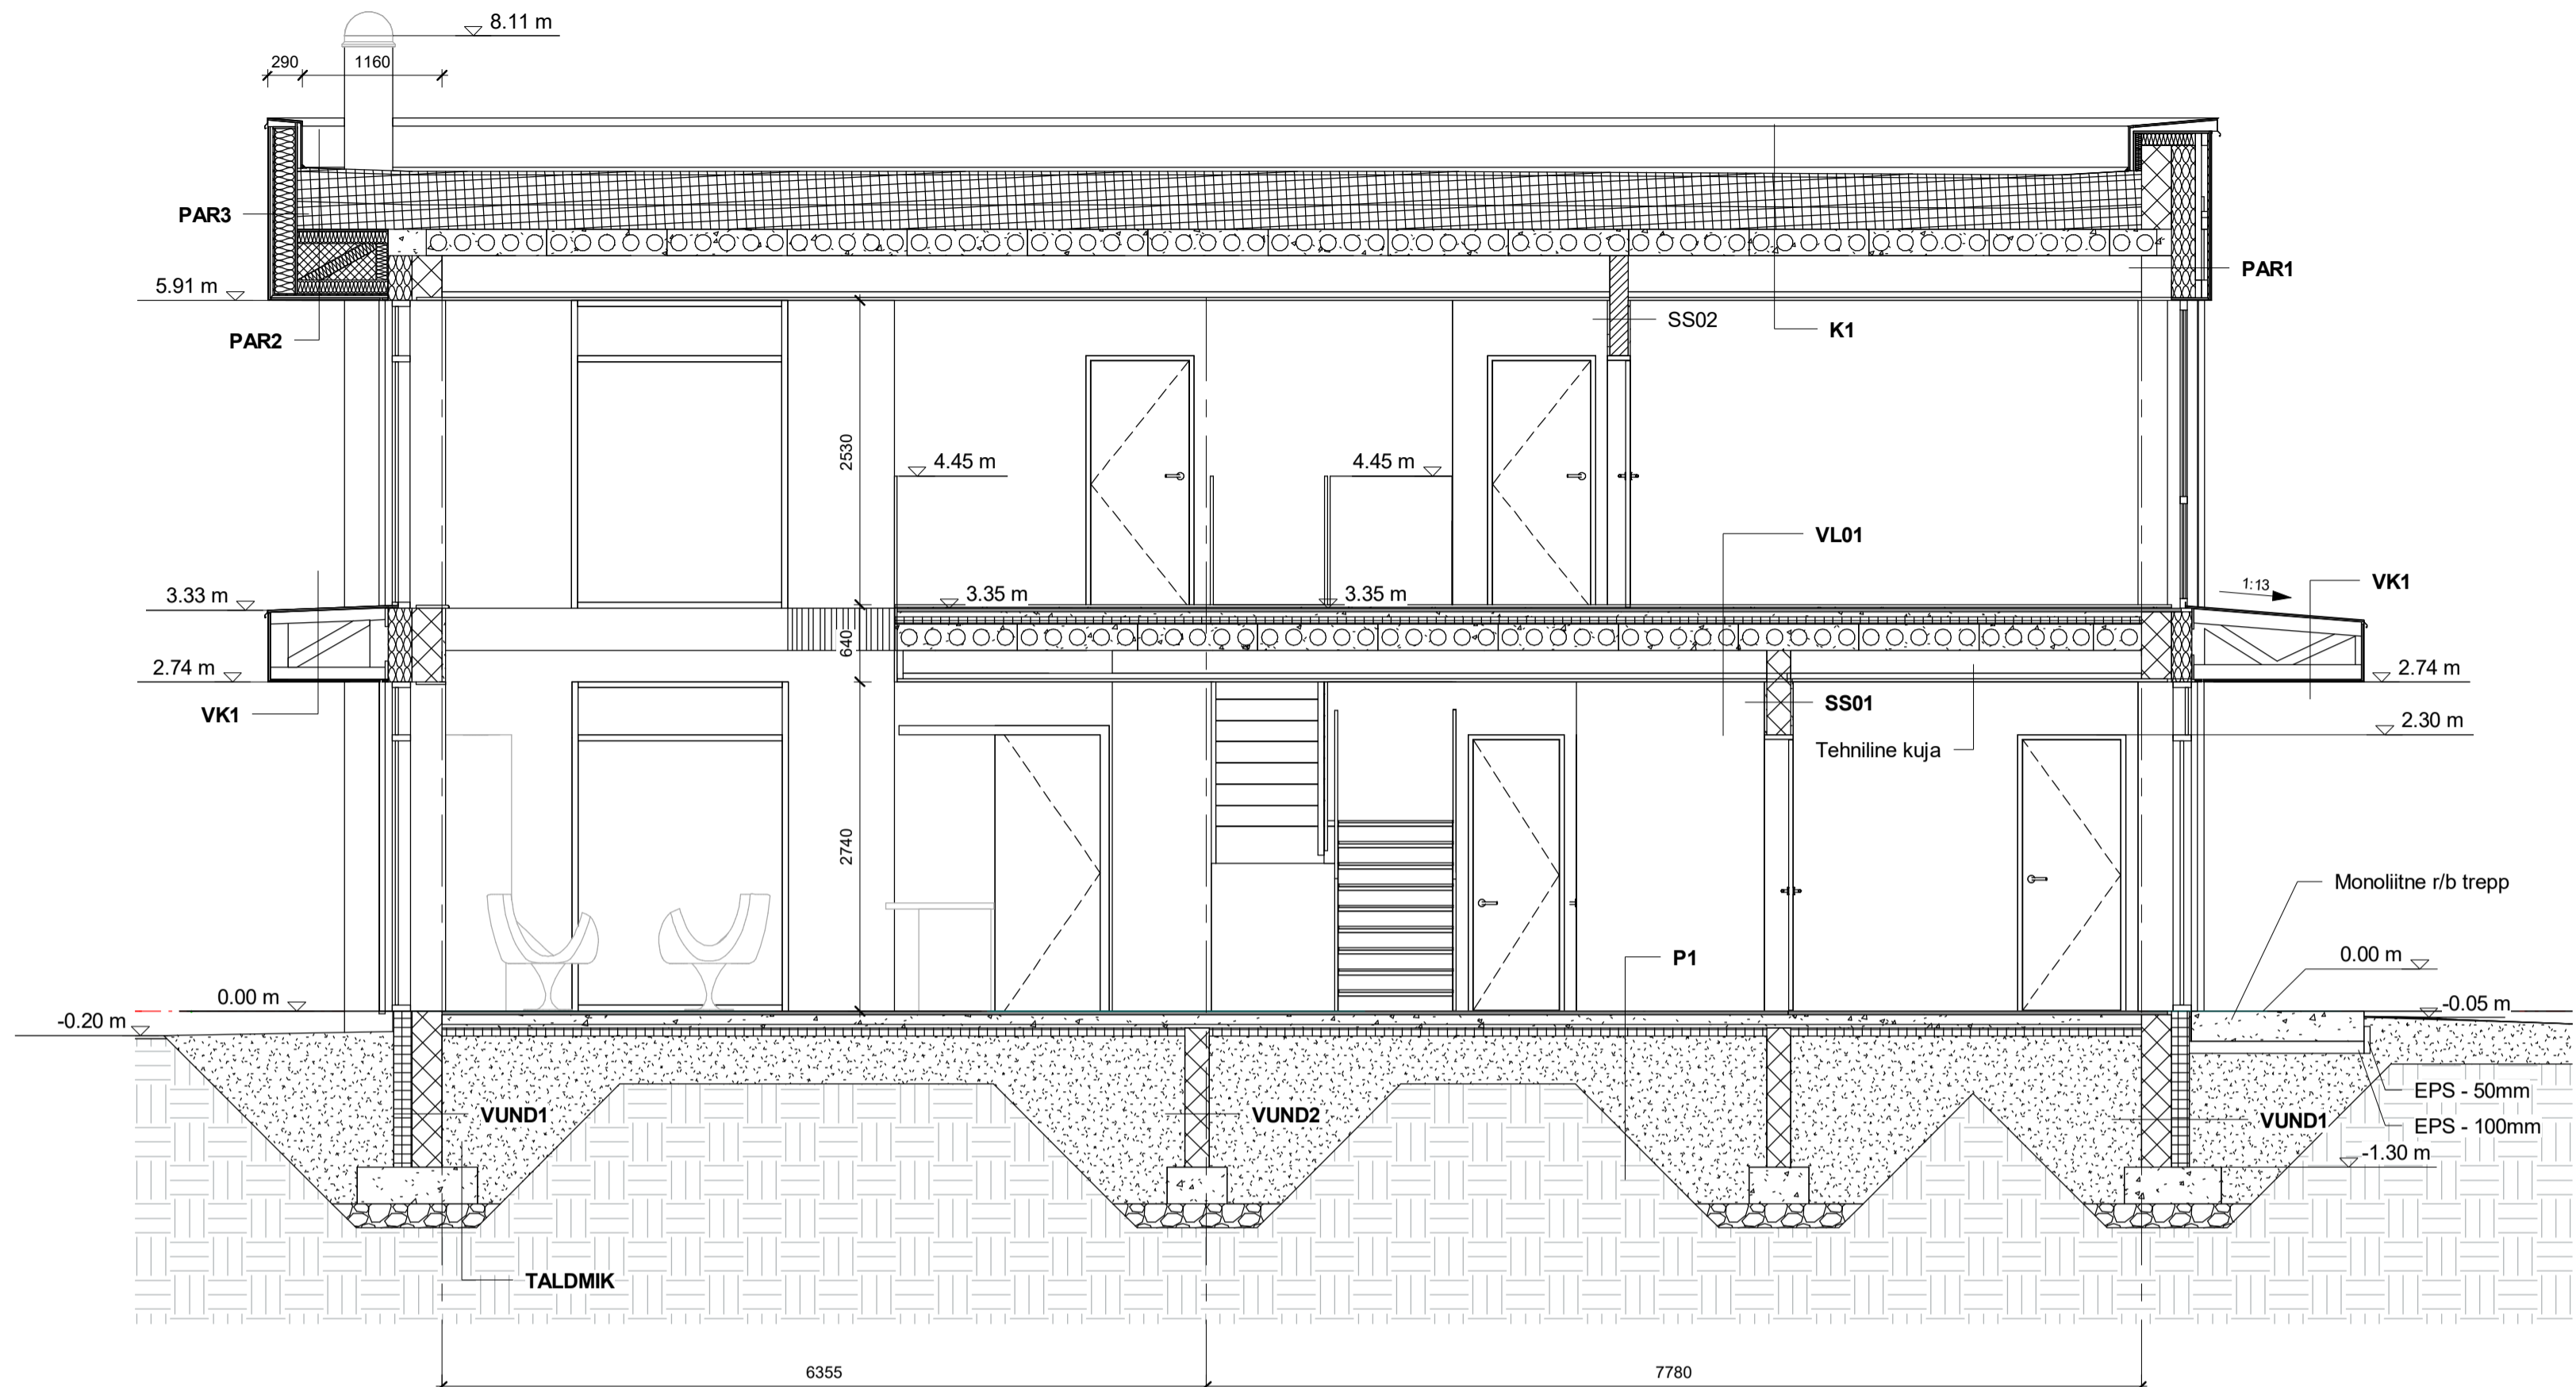 8.11 m
290
1160
PAR3
5.91 m
PAR1
PAR2
SS02
K1
2530
4.45 m
4.45 m
VL01
1:13
VK1
3.33 m
3.35 m
3.35 m
640
2.74 m
2.74 m
VK1
SS01
2.30 m
Tehniline kuja
2740
Monoliitne r/b trepp
P1
0.00 m
0.00 m
-0.05 m
-0.20 m
EPS - 50mm
VUND1
VUND2
VUND1
EPS - 100mm
-1.30 m
TALDMIK
6355
7780